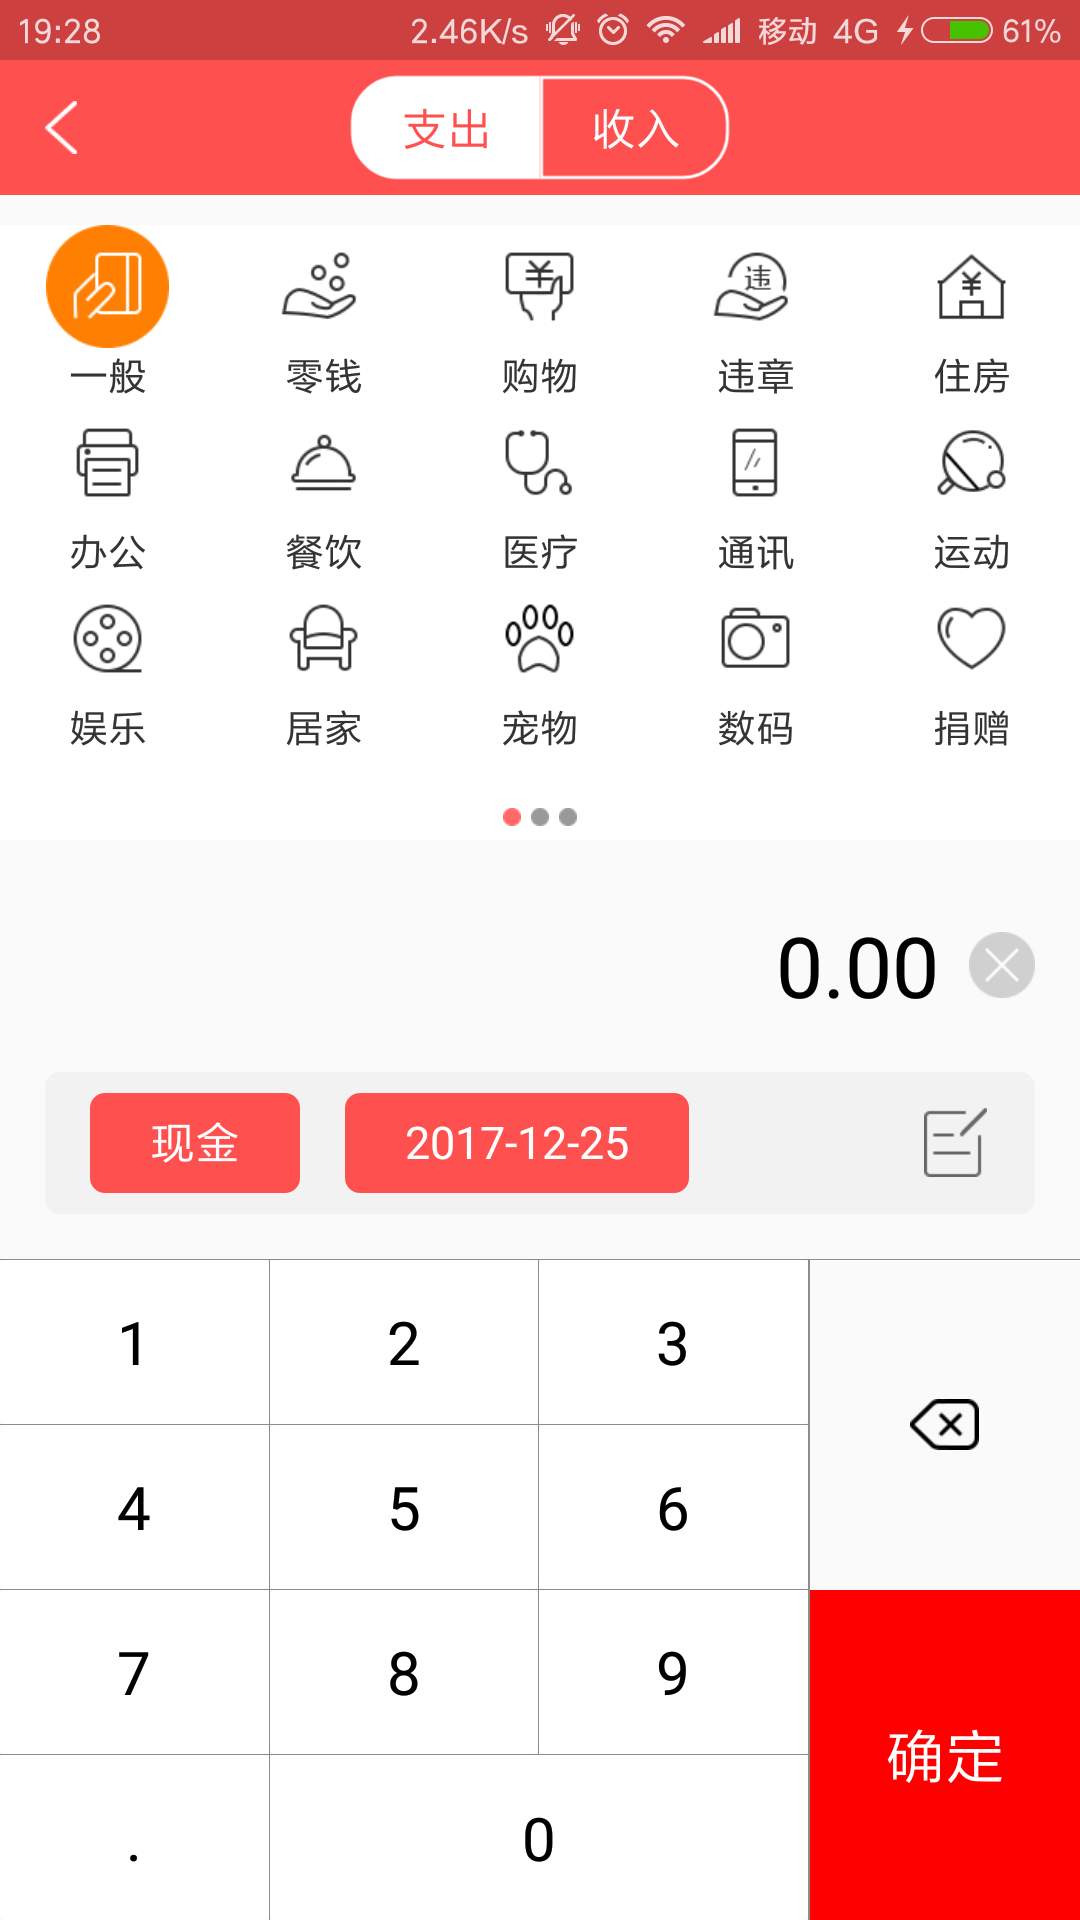 19:28 2.46K/s 移动 4G 61%
支出 收入
违
一般 零钱 购物 违章 住房
办公 餐饮 医疗 通讯 运动
娱乐 居家 宠物 数码 捐赠
0.00
现金 2017-12-25
1 2 3
4 5 6
7 8 9
确定
. 0